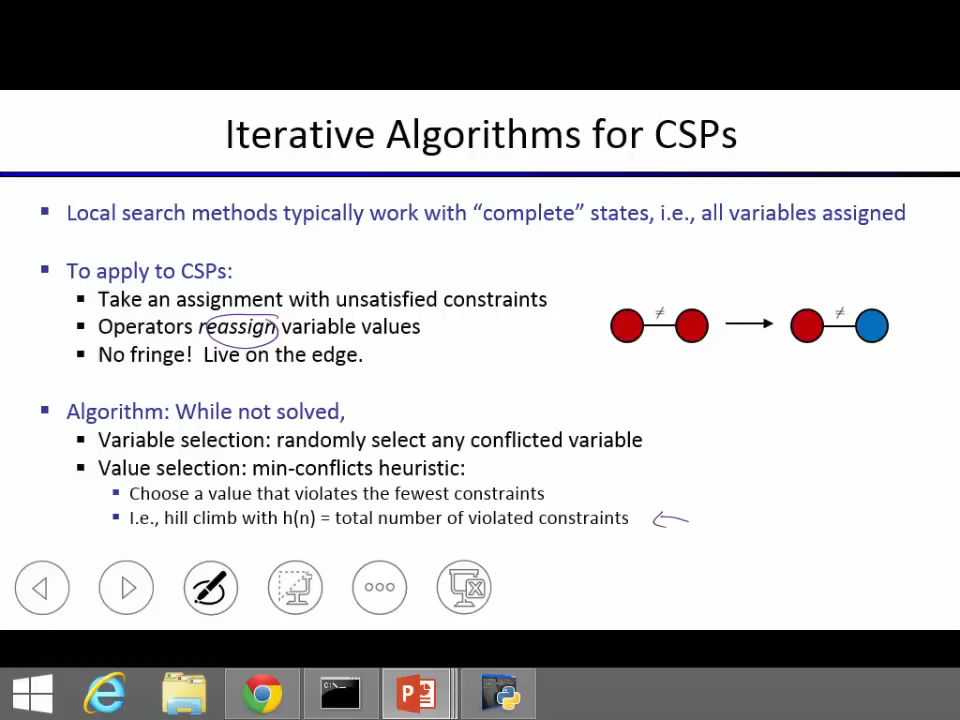 Iterative Algorithms for CSPs
▪ Local search methods typically work with “complete” states, i.e., all variables assigned
▪ To apply to CSPs:
▪ Take an assignment with unsatisfied constraints
▪ Operators reassign variable values
▪ No fringe! Live on the edge.
≠ ≠
▪ Algorithm: While not solved,
▪ Variable selection: randomly select any conflicted variable
▪ Value selection: min-conflicts heuristic:
▪ Choose a value that violates the fewest constraints
▪ I.e., hill climb with h(n) = total number of violated constraints